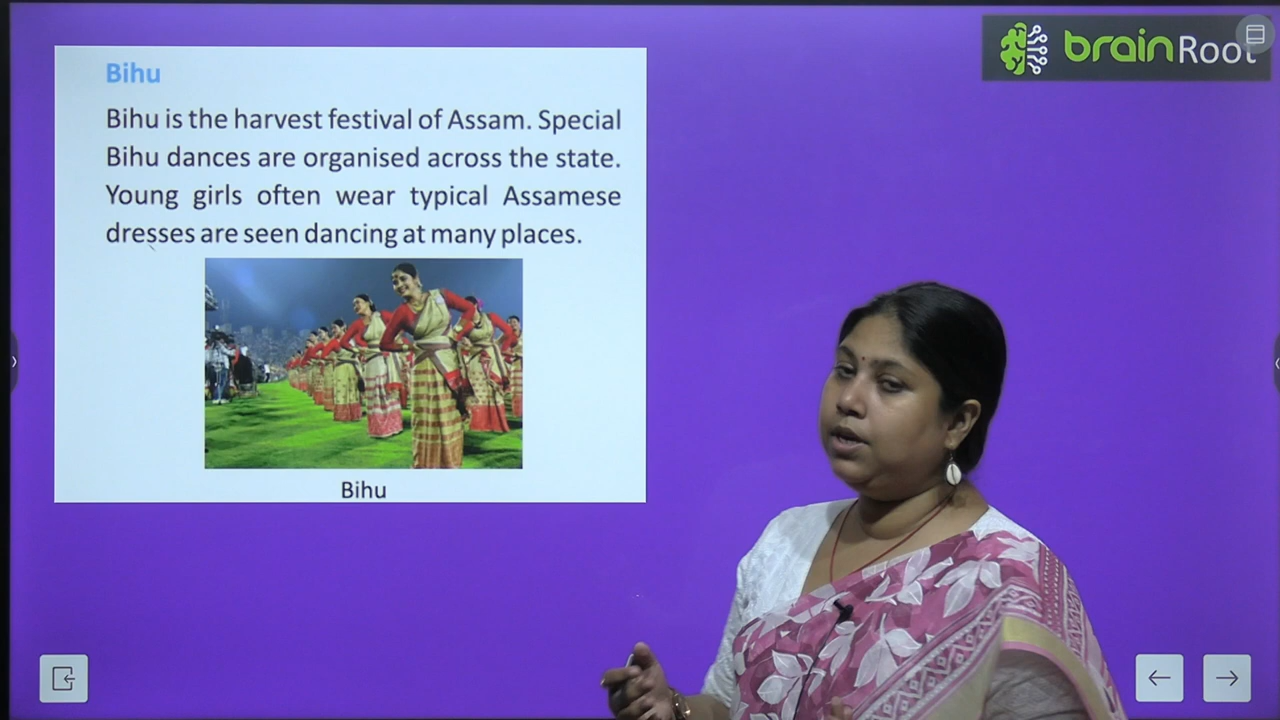 Bihu
Bihu is the harvest festival of Assam. Special
Bihu dances are organised across the state.
Young girls often wear typical Assamese
dresses are seen dancing at many places.
Bihu
brainRoot